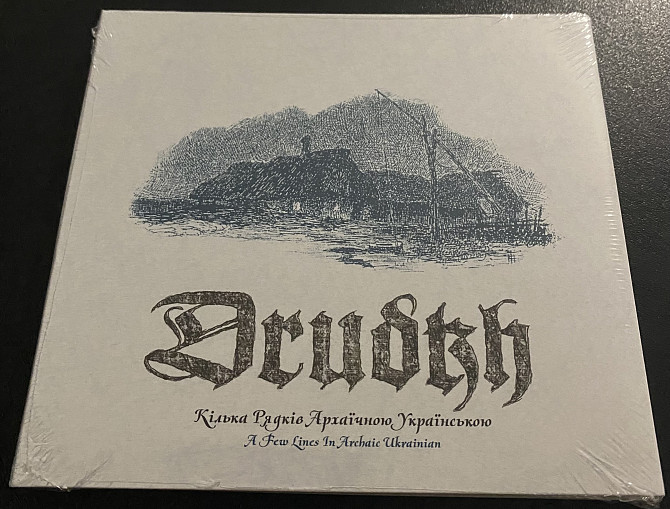 Drudkh
Кілька Рядків Архаїчною Українською
A Few Lines In Archaic Ukrainian